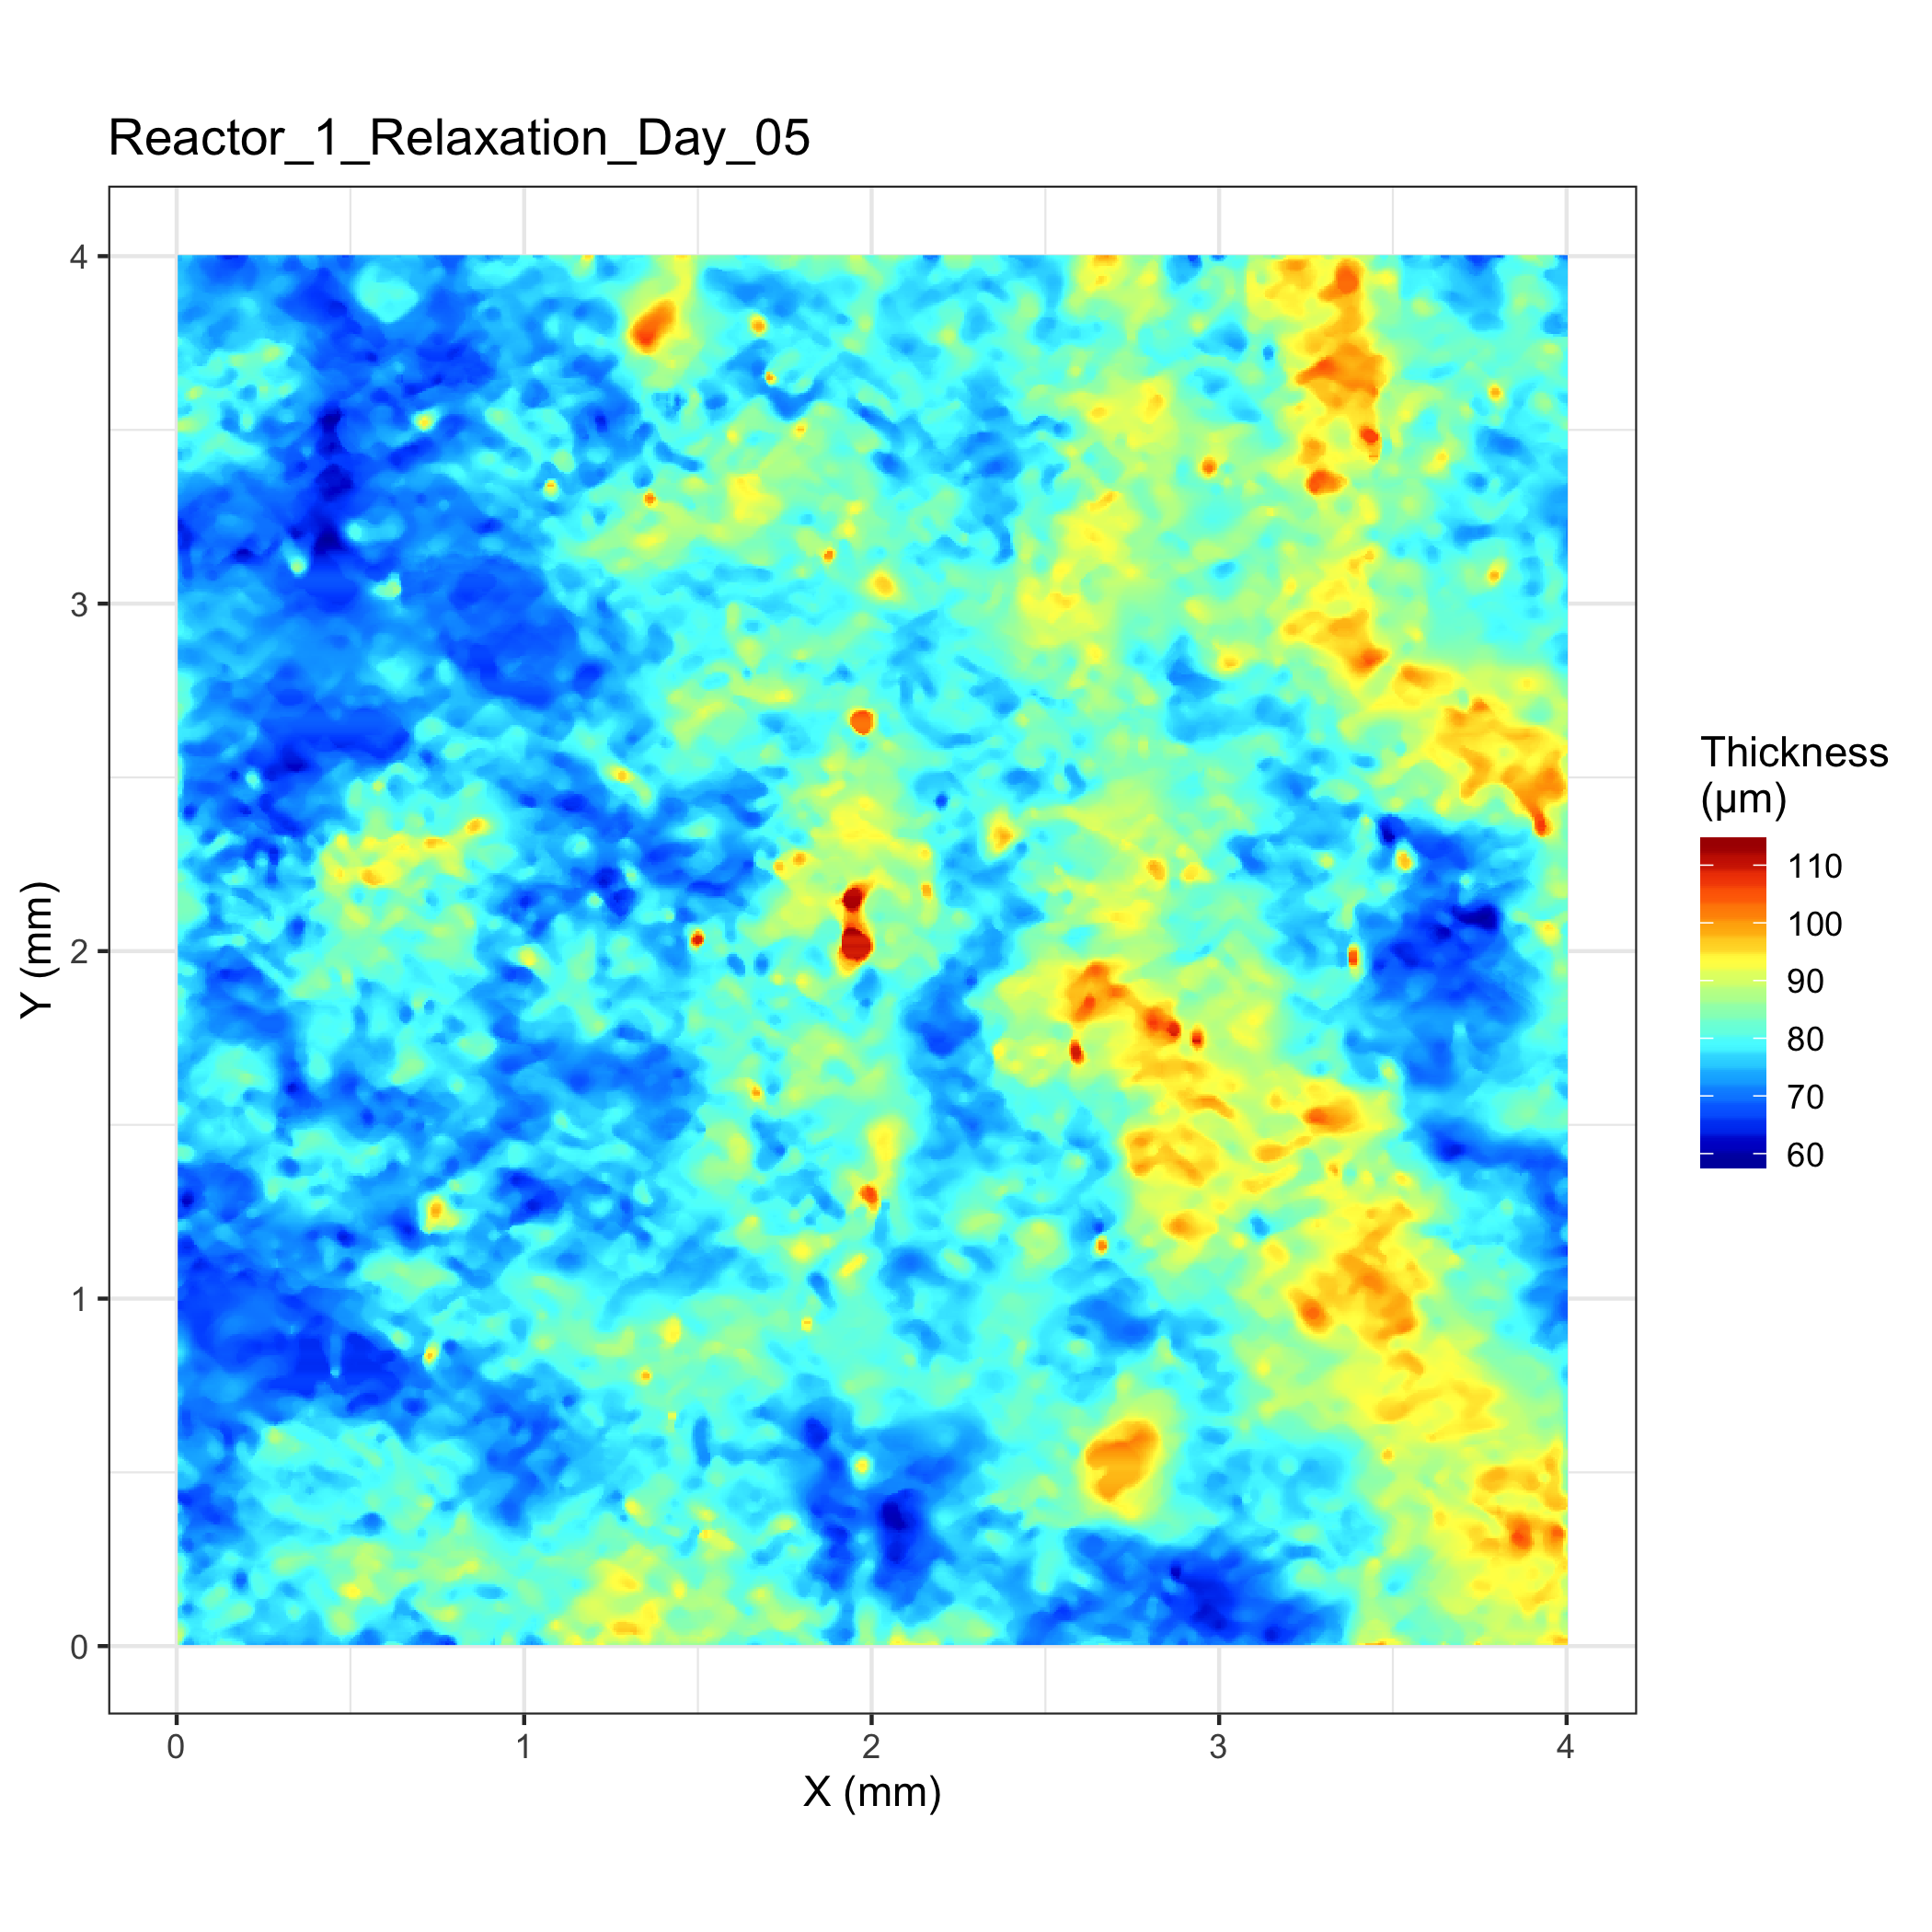 Reactor_1_Relaxation_Day_05
4
3
2
1
0
Y (mm)
0 1 2 3 4
X (mm)
Thickness
(µm)
110
100
90
80
70
60